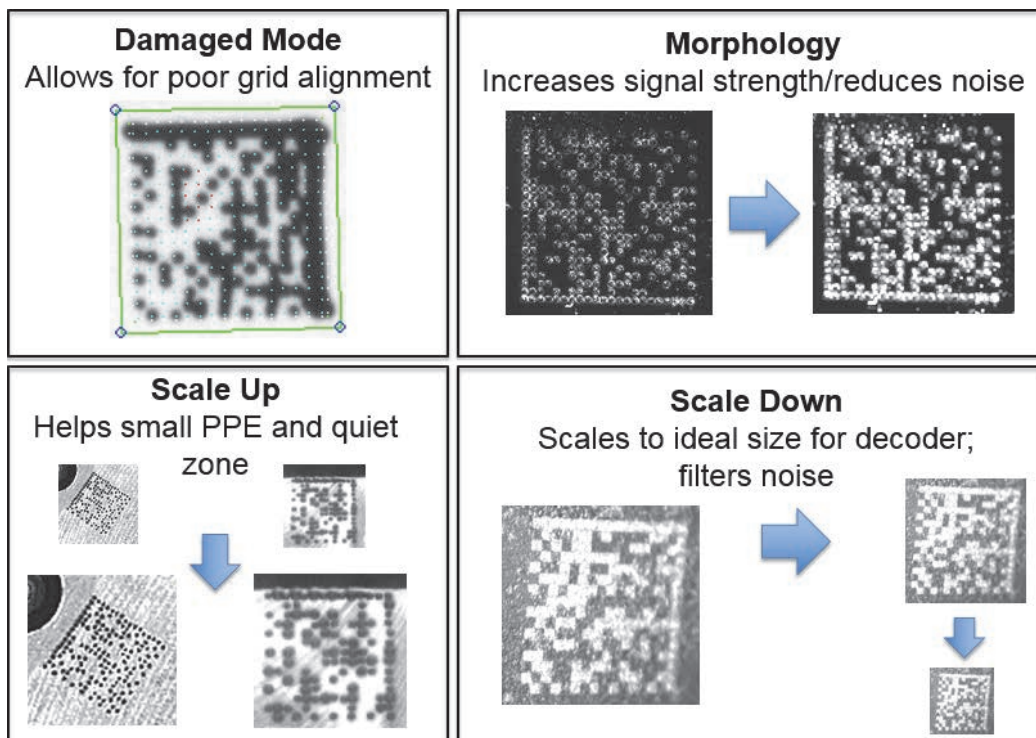 Damaged Mode
Allows for poor grid alignment
Morphology
Increases signal strength/reduces noise
Scale Up
Helps small PPE and quiet
zone
Scale Down
Scales to ideal size for decoder;
filters noise